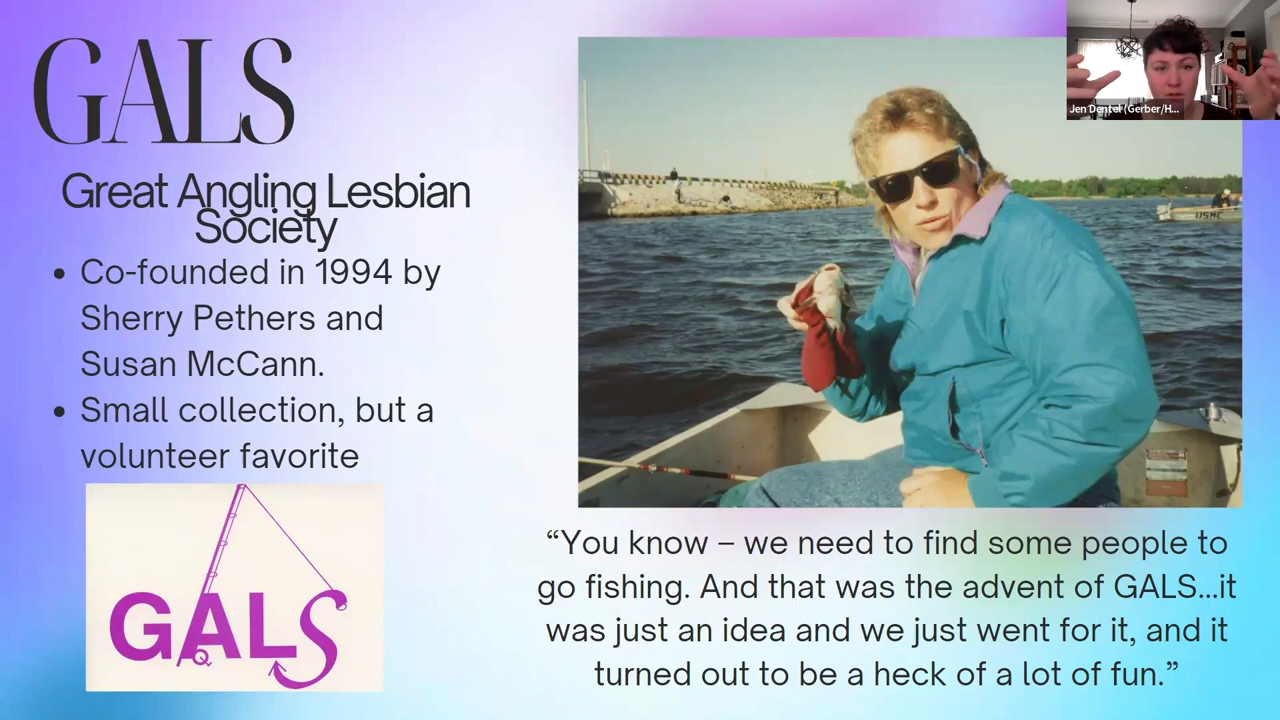 GALS
Great Angling Lesbian
Society
• Co-founded in 1994 by
Sherry Pethers and
Susan McCann.
• Small collection, but a
volunteer favorite
GALS
Jen Dentel (Gerber/H...
USMC
“You know – we need to find some people to
go fishing. And that was the advent of GALS...it
was just an idea and we just went for it, and it
turned out to be a heck of a lot of fun.”